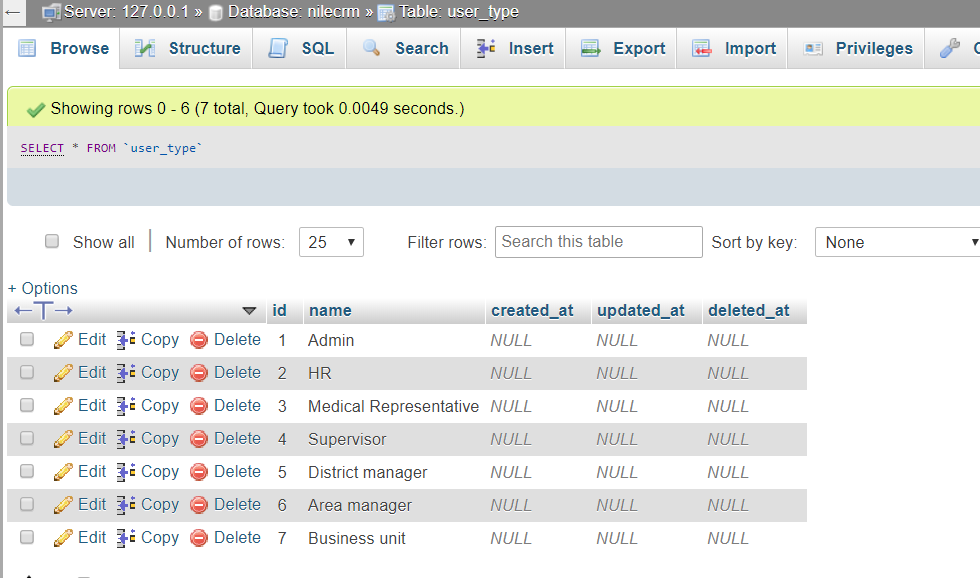 Server: 127.0.0.1 » Database: nilecrm » Table: user_type
Browse Structure SQL Search Insert Export Import Privileges
Showing rows 0 - 6 (7 total, Query took 0.0049 seconds.)
SELECT * FROM `user_type`
Show all Number of rows: 25 Filter rows: Search this table Sort by key: None
+ Options
id name created_at updated_at deleted_at
Edit Copy Delete 1 Admin NULL NULL NULL
Edit Copy Delete 2 HR NULL NULL NULL
Edit Copy Delete 3 Medical Representative NULL NULL NULL
Edit Copy Delete 4 Supervisor NULL NULL NULL
Edit Copy Delete 5 District manager NULL NULL NULL
Edit Copy Delete 6 Area manager NULL NULL NULL
Edit Copy Delete 7 Business unit NULL NULL NULL